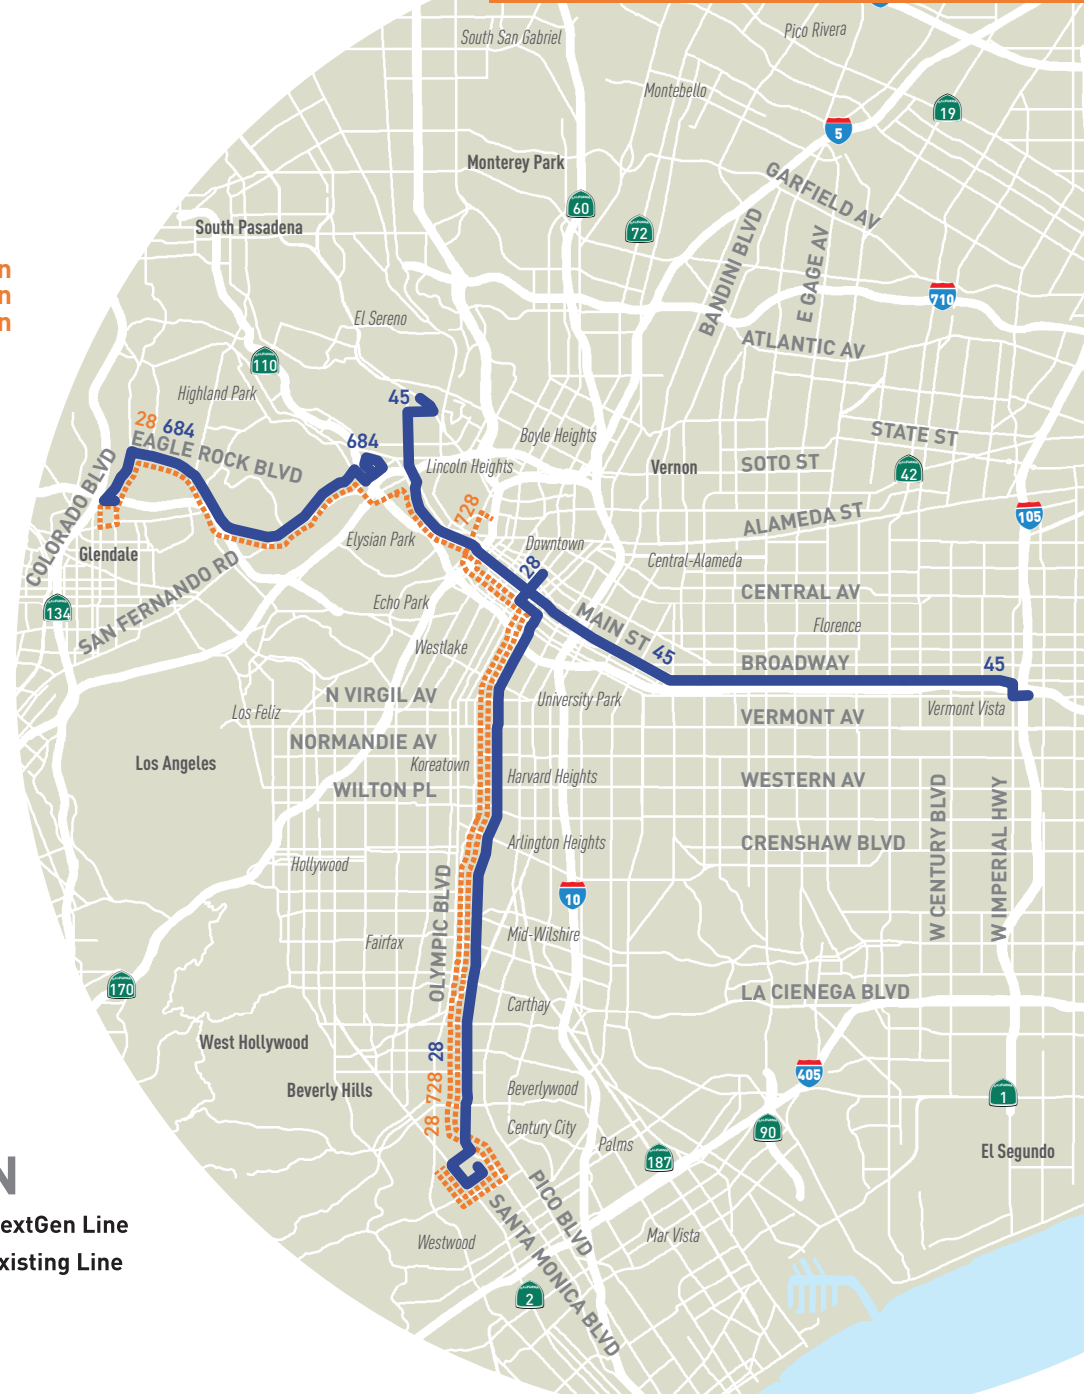 South San Gabriel
Pico Rivera
Montebello
19
5
Monterey Park
GARFIELD AV
60
72
South Pasadena
BANDINI BLVD
E GAGE AV
n
n
n
710
El Sereno
ATLANTIC AV
110
Highland Park
45
28 684
EAGLE ROCK BLVD
684
Boyle Heights
STATE ST
Lincoln Heights
Vernon
SOTO ST
42
COLORADO BLVD
728
ALAMEDA ST
105
Glendale
Elysian Park
Downtown
Central-Alameda
28
SAN FERNANDO RD
134
Echo Park
CENTRAL AV
MAIN ST 45
Florence
Westlake
BROADWAY
45
N VIRGIL AV
University Park
Vermont Vista
Los Feliz
VERMONT AV
NORMANDIE AV
Los Angeles
Koreatown
Harvard Heights
WESTERN AV
WILTON PL
W CENTURY BLVD
W IMPERIAL HWY
Arlington Heights
CRENSHAW BLVD
Hollywood
OLYMPIC BLVD
10
Fairfax
Mid-Wilshire
170
LA CIENEGA BLVD
Carthay
West Hollywood
28
405
Beverly Hills
28 728
Beverlywood
1
Century City
Palms
90
187
El Segundo
N
PICO BLVD
SANTA MONICA BLVD
extGen Line
Westwood
Mar Vista
xisting Line
2